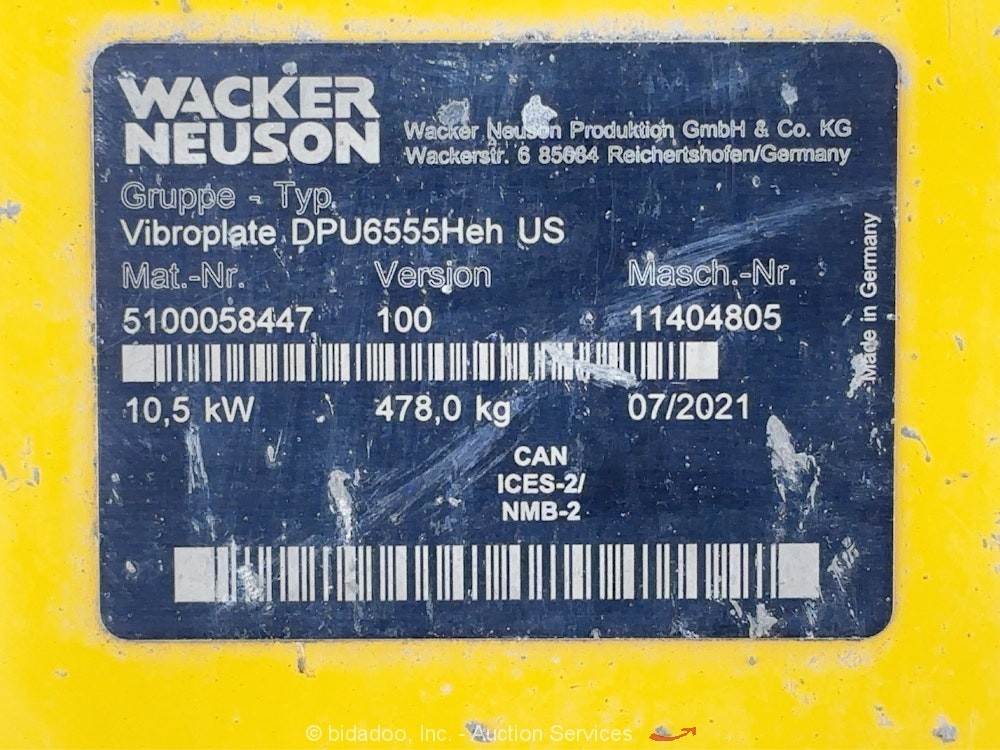 WACKER
NEUSON
Wacker Neuson Produktion GmbH & Co. KG
Wackerstr. 6 85084 Reichertshofen/Germany
Gruppe - Typ.
Vibroplate DPU6555Heh US
Mat.-Nr. Version Masch.-Nr.
5100058447 100 11404805
10,5 kW 478,0 kg 07/2021
Made in Germany
CAN
ICES-2/
NMB-2
© bidadoo, Inc. - Auction Services